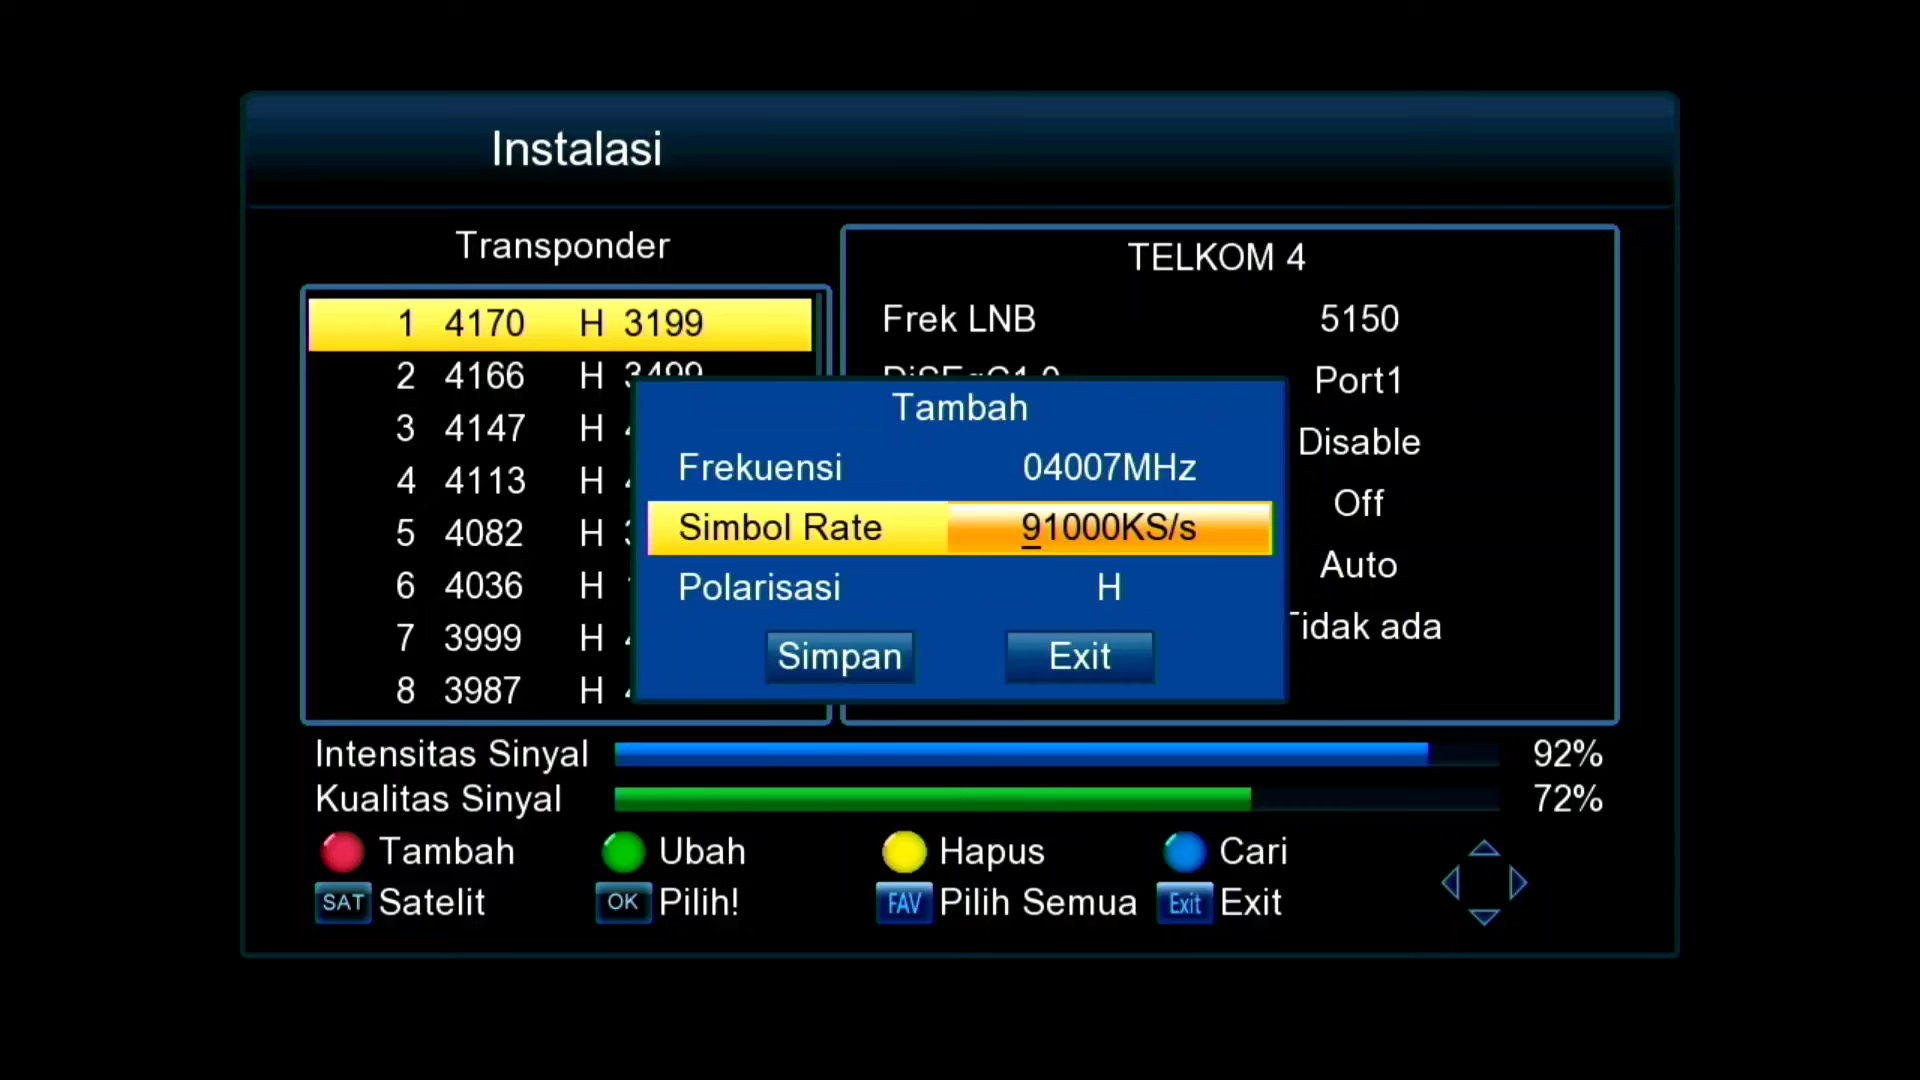 Instalasi
Transponder
1 4170 H 3199
2 4166 H
3 4147 H
4 4113 H
5 4082 H
6 4036 H
7 3999 H
8 3987 H
TELKOM 4
Frek LNB 5150
Port1
Disable
Off
Auto
Tidak ada
Tambah
Frekuensi 04007MHz
Simbol Rate 91000KS/s
Polarisasi H
Simpan Exit
Intensitas Sinyal 92%
Kualitas Sinyal 72%
Tambah Ubah Hapus Cari
SAT Satelit OK Pilih! FAV Pilih Semua Exit Exit